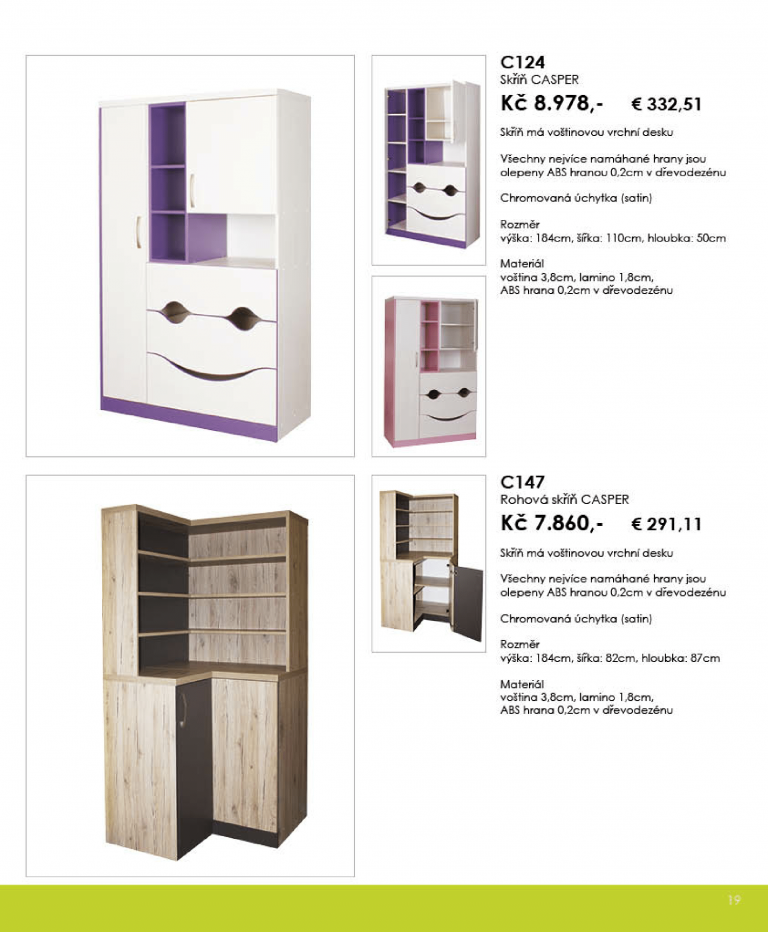 C124
Skříň CASPER
Kč 8.978,- € 332,51
Skříň má voštinovou vrchní desku
Všechny nejvíce namáhané hrany jsou
olepeny ABS hranou 0,2cm v dřevodezénu
Chromovaná úchytka (satin)
Rozměr
výška: 184cm, šířka: 110cm, hloubka: 50cm
Materiál
voština 3,8cm, lamino 1,8cm,
ABS hrana 0,2cm v dřevodezénu
C147
Rohová skříň CASPER
Kč 7.860,- € 291,11
Skříň má voštinovou vrchní desku
Všechny nejvíce namáhané hrany jsou
olepeny ABS hranou 0,2cm v dřevodezénu
Chromovaná úchytka (satin)
Rozměr
výška: 184cm, šířka: 82cm, hloubka: 87cm
Materiál
voština 3,8cm, lamino 1,8cm,
ABS hrana 0,2cm v dřevodezénu
19